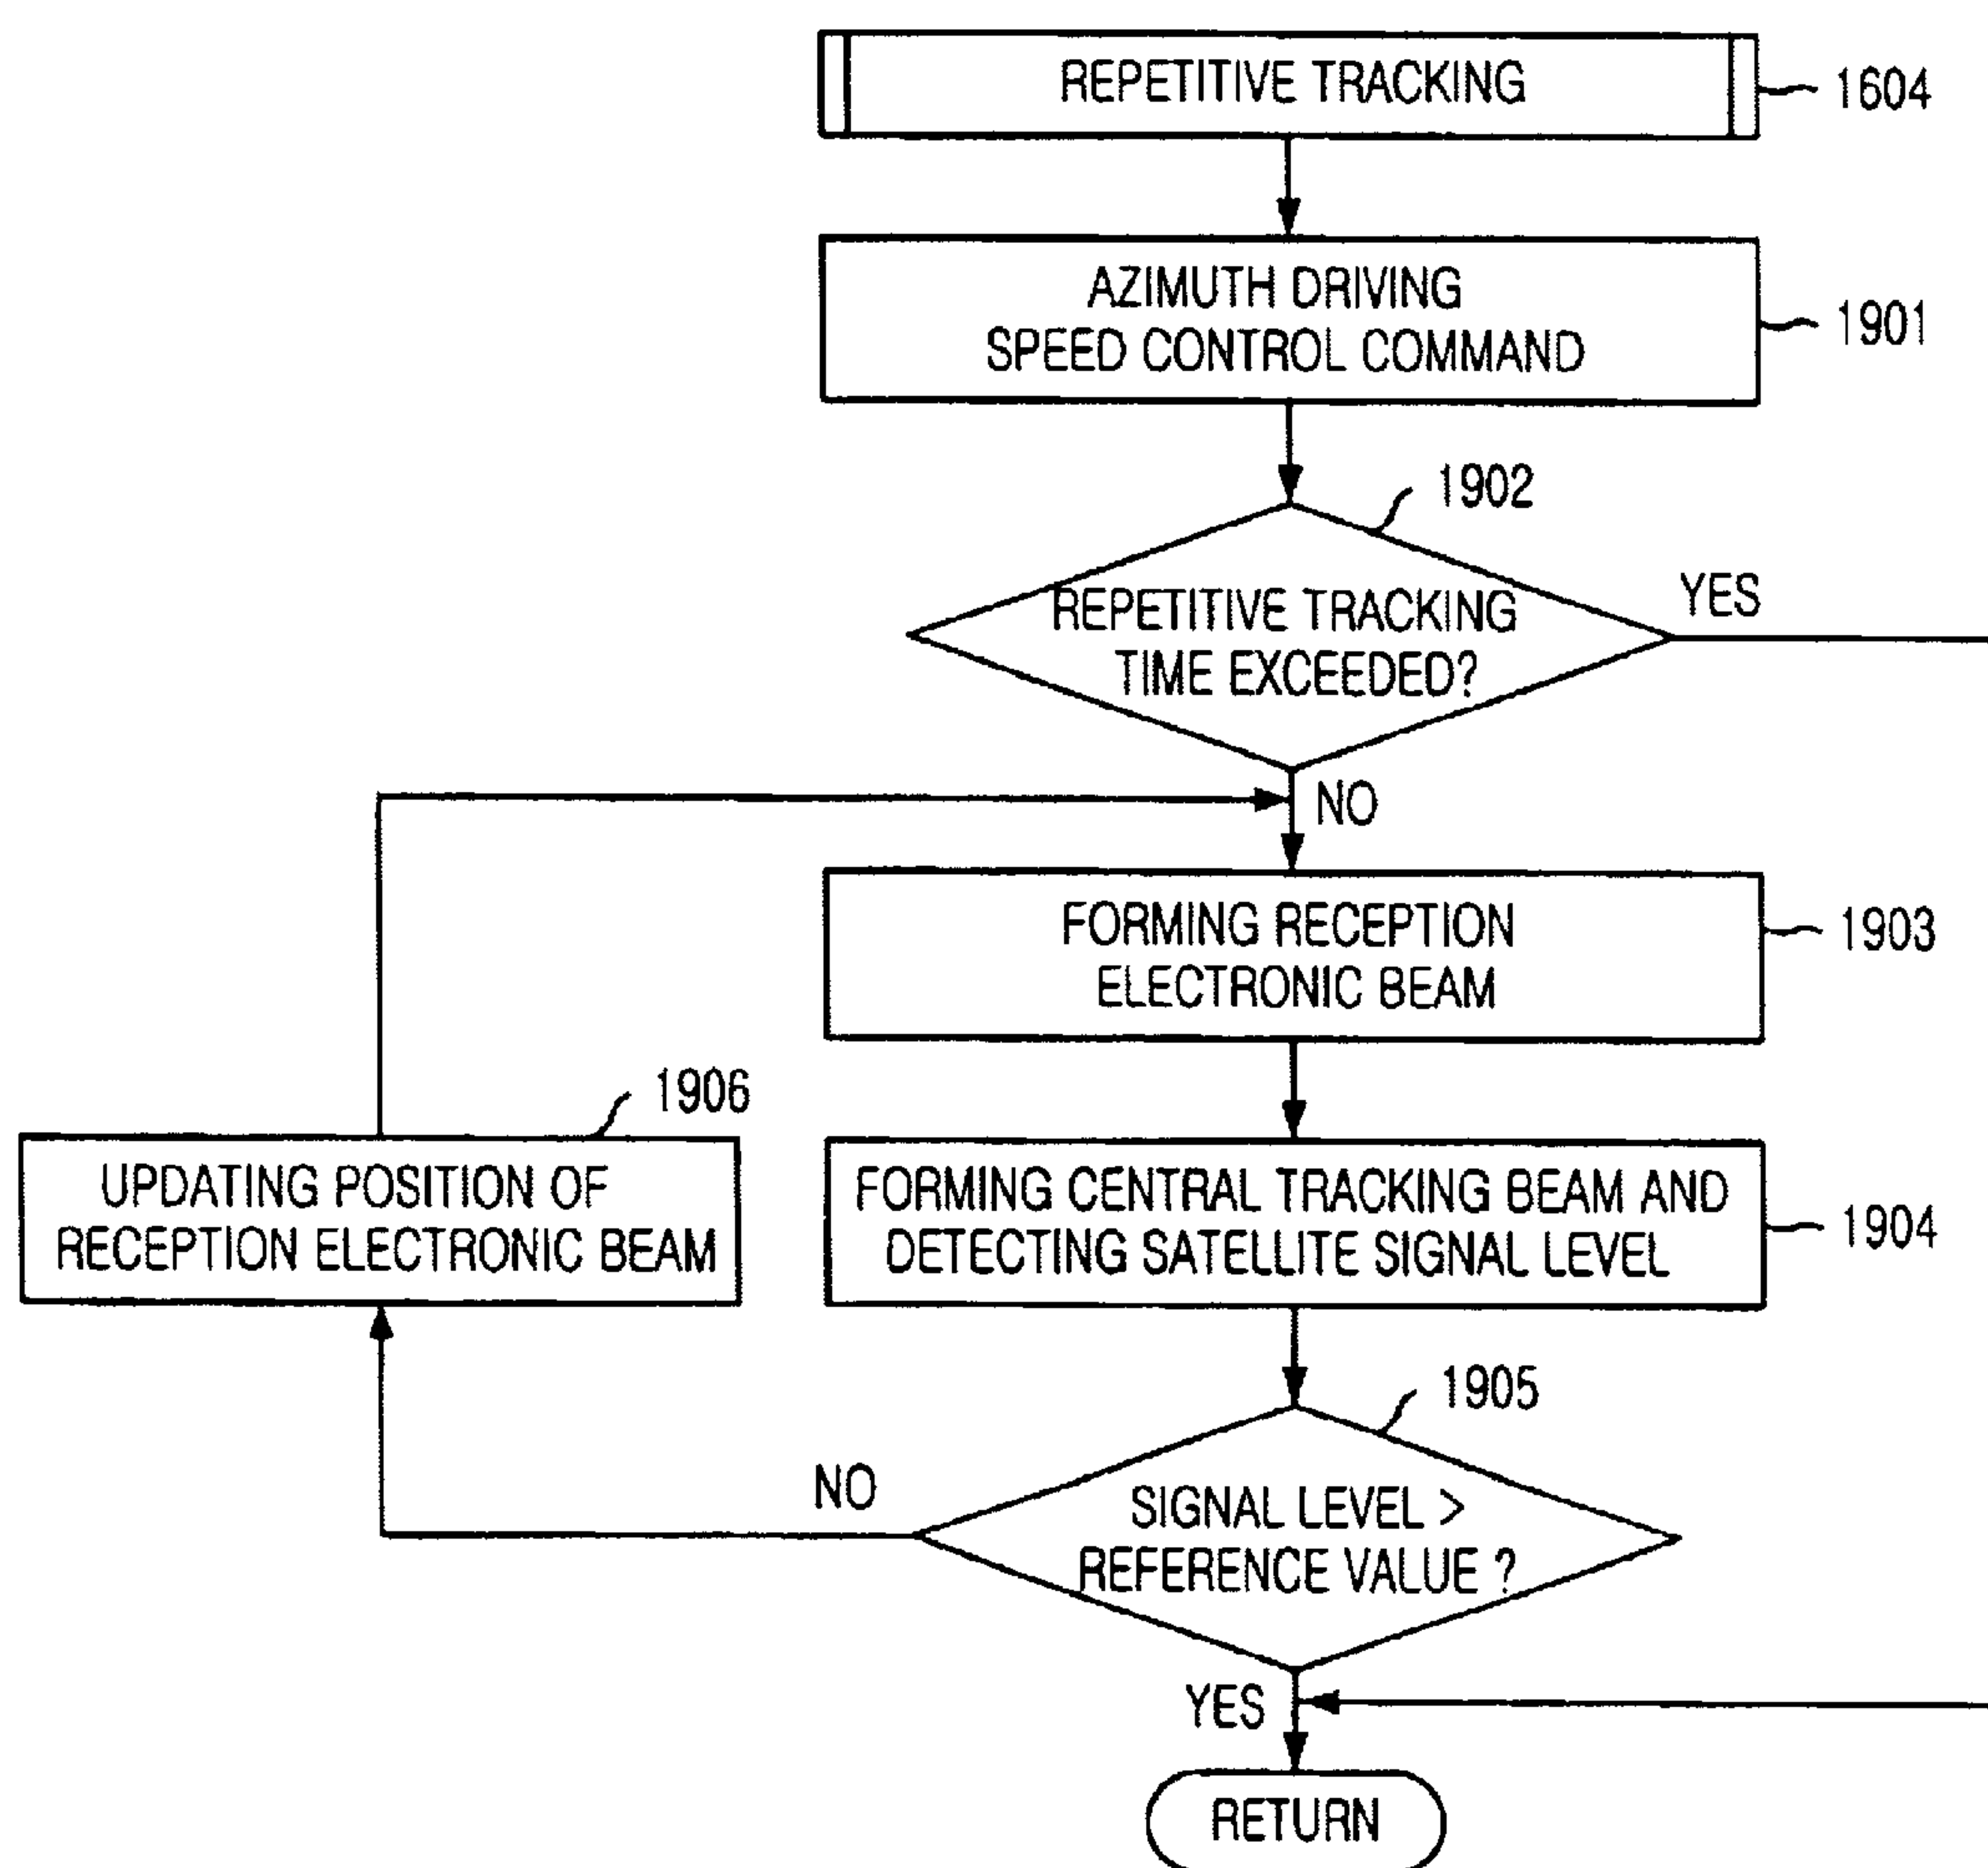 REPETITIVE TRACKING
1604
AZIMUTH DRIVING
SPEED CONTROL COMMAND
1901
1902
REPETITIVE TRACKING
TIME EXCEEDED?
YES
NO
FORMING RECEPTION
ELECTRONIC BEAM
1903
1906
UPDATING POSITION OF
RECEPTION ELECTRONIC BEAM
FORMING CENTRAL TRACKING BEAM AND
DETECTING SATELLITE SIGNAL LEVEL
1904
1905
NO
SIGNAL LEVEL >
REFERENCE VALUE ?
YES
RETURN